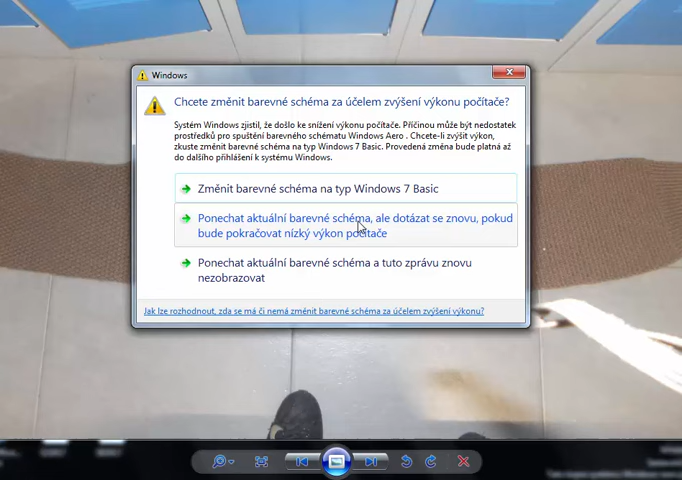 Windows
Chcete změnit barevné schéma za účelem zvýšení výkonu počítače?
Systém Windows zjistil, že došlo ke snížení výkonu počítače. Příčinou může být nedostatek
prostředků pro spuštění barevného schématu Windows Aero . Chcete-li zvýšit výkon,
zkuste změnit barevné schéma na typ Windows 7 Basic. Provedená změna bude platná až
do dalšího přihlášení k systému Windows.
Změnit barevné schéma na typ Windows 7 Basic
Ponechat aktuální barevné schéma, ale dotázat se znovu, pokud
bude pokračovat nízký výkon počítače
Ponechat aktuální barevné schéma a tuto zprávu znovu
nezobrazovat
Jak lze rozhodnout, zda se má či nemá změnit barevné schéma za účelem zvýšení výkonu?